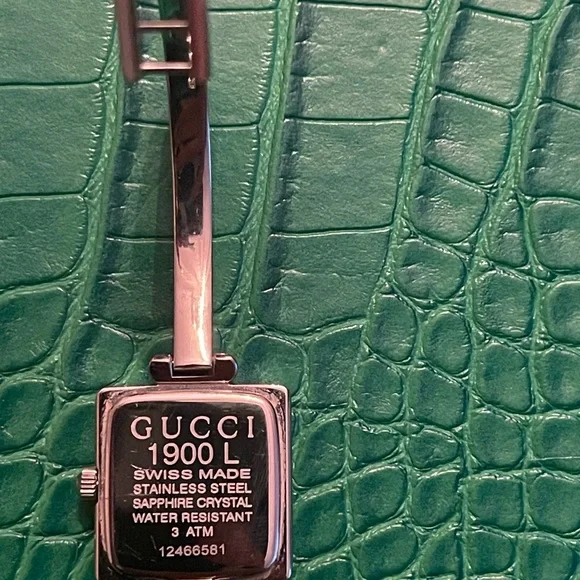 GUCCI
1900 L
SWISS MADE
STAINLESS STEEL
SAPPHIRE CRYSTAL
WATER RESISTANT
3 ATM
12466581